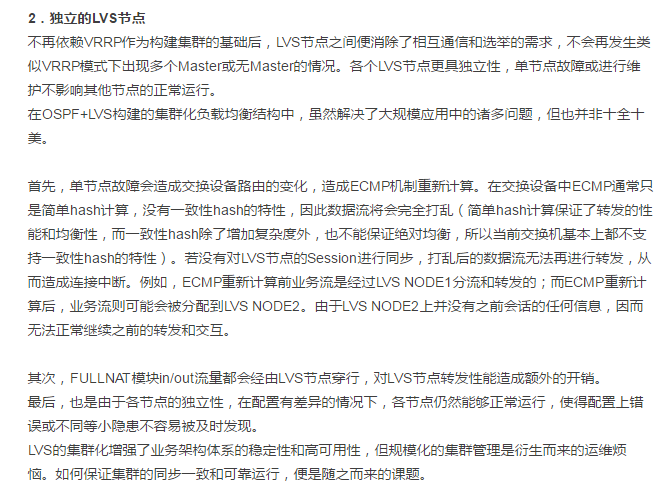 2．独立的LVS节点
不再依赖VRRP作为构建集群的基础后，LVS节点之间便消除了相互通信和选举的需求，不会再发生类
似VRRP模式下出现多个Master或无Master的情况。各个LVS节点更具独立性，单节点故障或进行维
护不影响其他节点的正常运行。
在OSPF+LVS构建的集群化负载均衡结构中，虽然解决了大规模应用中的诸多问题，但也并非十全十
美。
首先，单节点故障会造成交换设备路由的变化，造成ECMP机制重新计算。在交换设备中ECMP通常只
是简单hash计算，没有一致性hash的特性，因此数据流将会完全打乱（简单hash计算保证了转发的性
能和均衡性，而一致性hash除了增加复杂度外，也不能保证绝对均衡，所以当前交换机基本上都不支
持一致性hash的特性）。若没有对LVS节点的Session进行同步，打乱后的数据流无法再进行转发，从
而造成连接中断。例如，ECMP重新计算前业务流是经过LVS NODE1分流和转发的；而ECMP重新计
算后，业务流则可能会被分配到LVS NODE2。由于LVS NODE2上并没有之前会话的任何信息，因而
无法正常继续之前的转发和交互。
其次，FULLNAT模块in/out流量都会经由LVS节点穿行，对LVS节点转发性能造成额外的开销。
最后，也是由于各节点的独立性，在配置有差异的情况下，各节点仍然能够正常运行，使得配置上错
误或不同等小隐患不容易被及时发现。
LVS的集群化增强了业务架构体系的稳定性和高可用性，但规模化的集群管理是衍生而来的运维烦
恼。如何保证集群的同步一致和可靠运行，便是随之而来的课题。